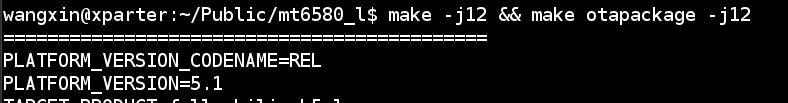 wangxin@xparter:~/Public/mt6580_l$ make -j12 && make otapackage -j12
============================================
PLATFORM_VERSION_CODENAME=REL
PLATFORM_VERSION=5.1